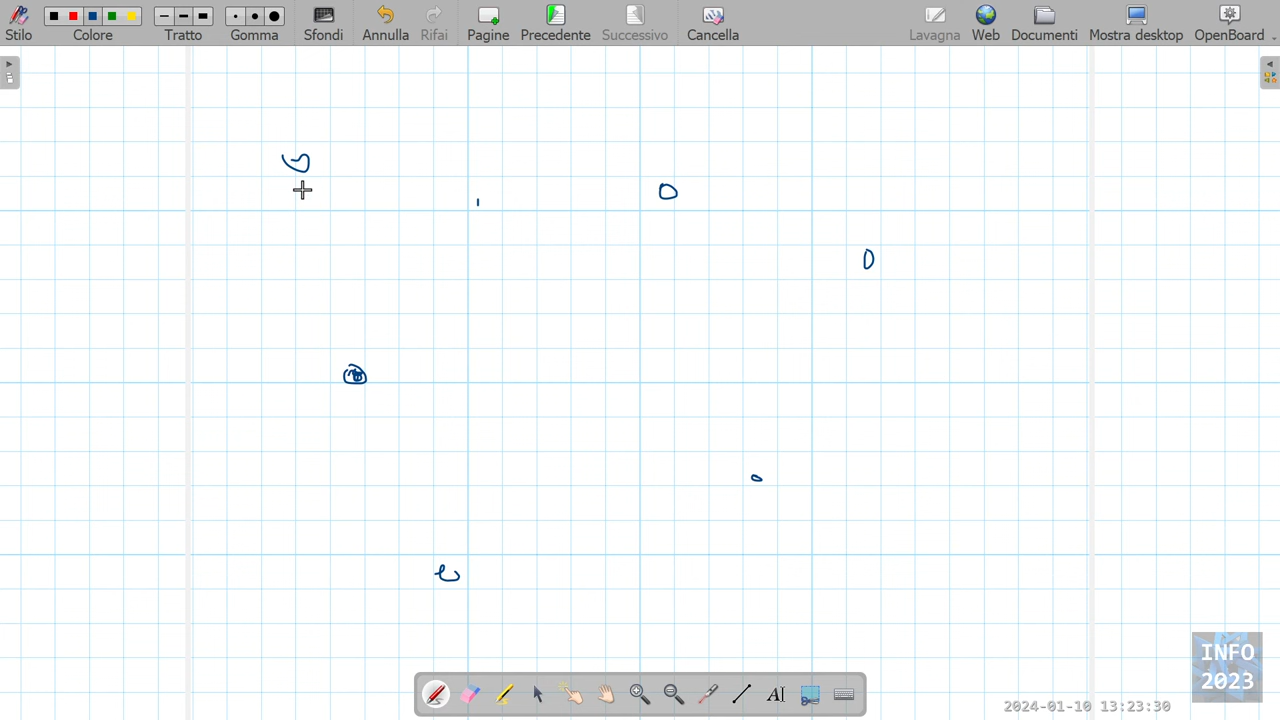 Stilo Colore Tratto Gomma Sfondi Annulla Rifai Pagine Precedente Successivo Cancella Lavagna Web Documenti Mostra desktop OpenBoard
INFO
2023
2024-01-10 13:23:30